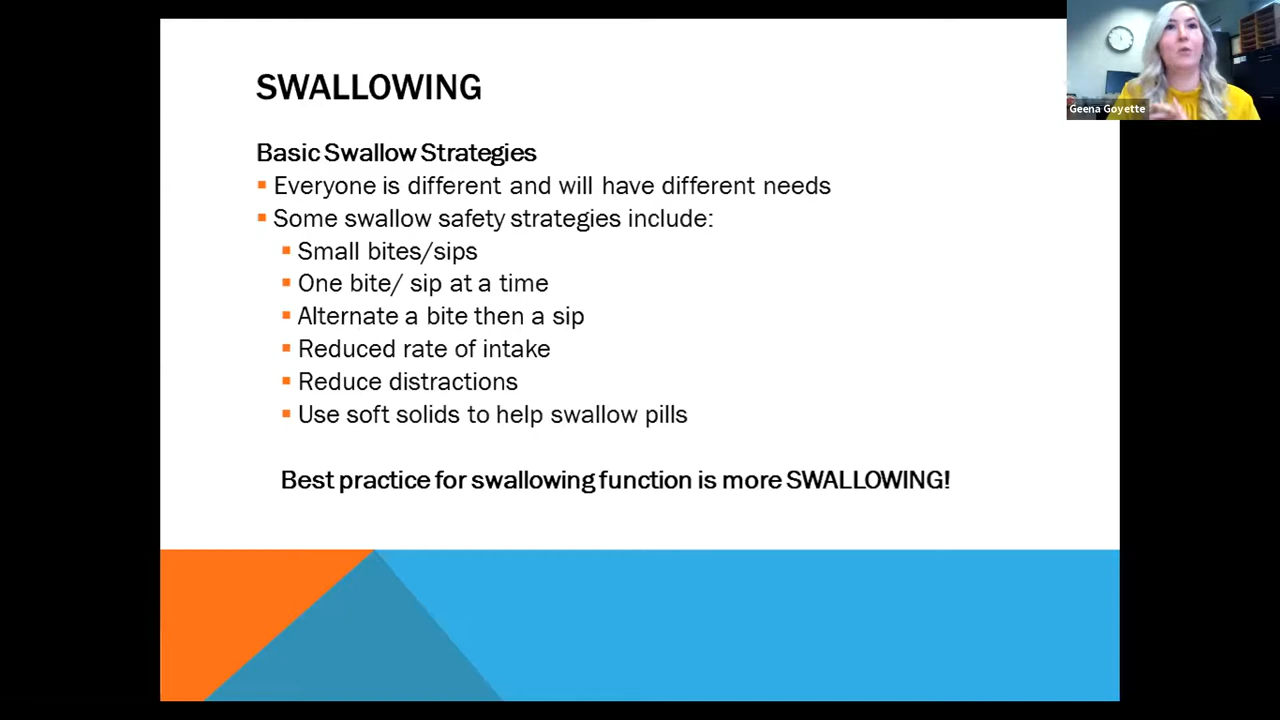 SWALLOWING
Geena Goyette
Basic Swallow Strategies
Everyone is different and will have different needs
Some swallow safety strategies include:
Small bites/sips
One bite/ sip at a time
Alternate a bite then a sip
Reduced rate of intake
Reduce distractions
Use soft solids to help swallow pills
Best practice for swallowing function is more SWALLOWING!